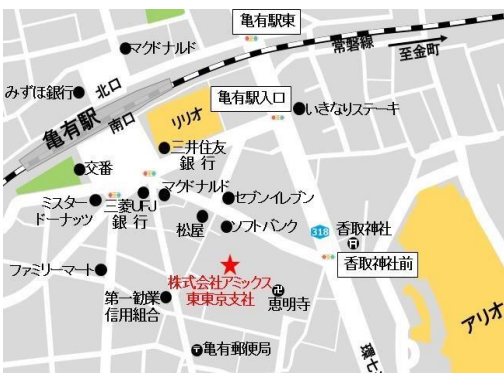 亀有駅東
マクドナルド
常磐線
至金町
みずほ銀行
北口
亀有駅
南口
リリオ
亀有駅入口
いきなりステーキ
三井住友
銀行
交番
マクドナルド
セブンイレブン
ミスター
ドーナッツ
三菱UFJ
銀行
松屋
ソフトバンク
318
香取神社
香取神社前
ファミリーマート
株式会社アミックス
東東京支社
恵明寺
第一勧業
信用組合
アリオ
環七
亀有郵便局